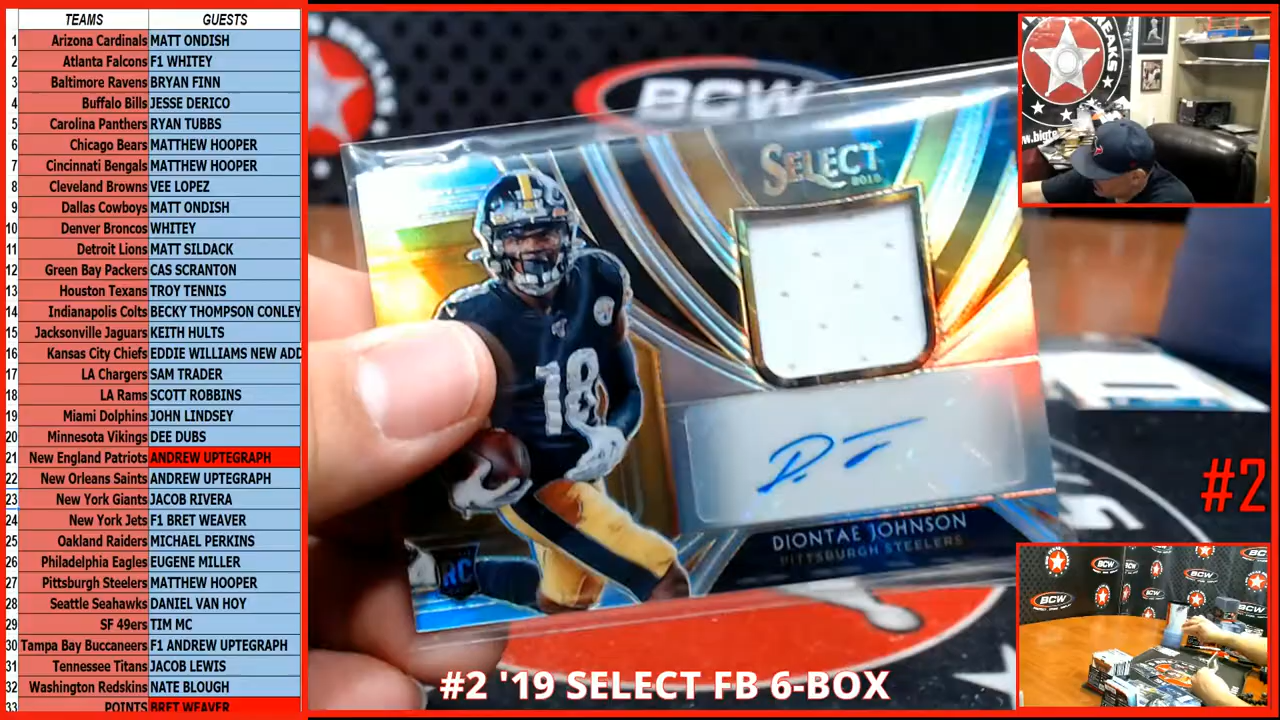 TEAMS GUESTS
1 Arizona Cardinals MATT ONDISH
2 Atlanta Falcons F1 WHITEY
3 Baltimore Ravens BRYAN FINN
4 Buffalo Bills JESSE DERICO
5 Carolina Panthers RYAN TUBBS
6 Chicago Bears MATTHEW HOOPER
7 Cincinnati Bengals MATTHEW HOOPER
8 Cleveland Browns VEE LOPEZ
9 Dallas Cowboys MATT ONDISH
10 Denver Broncos WHITEY
11 Detroit Lions MATT SILDACK
12 Green Bay Packers CAS SCRANTON
13 Houston Texans TROY TENNIS
14 Indianapolis Colts BECKY THOMPSON CONLEY
15 Jacksonville Jaguars KEITH HULTS
16 Kansas City Chiefs EDDIE WILLIAMS NEW ADD
17 LA Chargers SAM TRADER
18 LA Rams SCOTT ROBBINS
19 Miami Dolphins JOHN LINDSEY
20 Minnesota Vikings DEE DUBS
21 New England Patriots ANDREW UPTEGRAPH
22 New Orleans Saints ANDREW UPTEGRAPH
23 New York Giants JACOB RIVERA
24 New York Jets F1 BRET WEAVER
25 Oakland Raiders MICHAEL PERKINS
26 Philadelphia Eagles EUGENE MILLER
27 Pittsburgh Steelers MATTHEW HOOPER
28 Seattle Seahawks DANIEL VAN HOY
29 SF 49ers TIM MC
30 Tampa Bay Buccaneers F1 ANDREW UPTEGRAPH
31 Tennessee Titans JACOB LEWIS
32 Washington Redskins NATE BLOUGH
33 POINTS BRET WEAVER
BCW
SELECT
2019
18
DIONTAE JOHNSON
PITTSBURGH STEELERS
RC
#2
#2 '19 SELECT FB 6-BOX
BREAKS
www.bigte
BCW
BCW
BCW